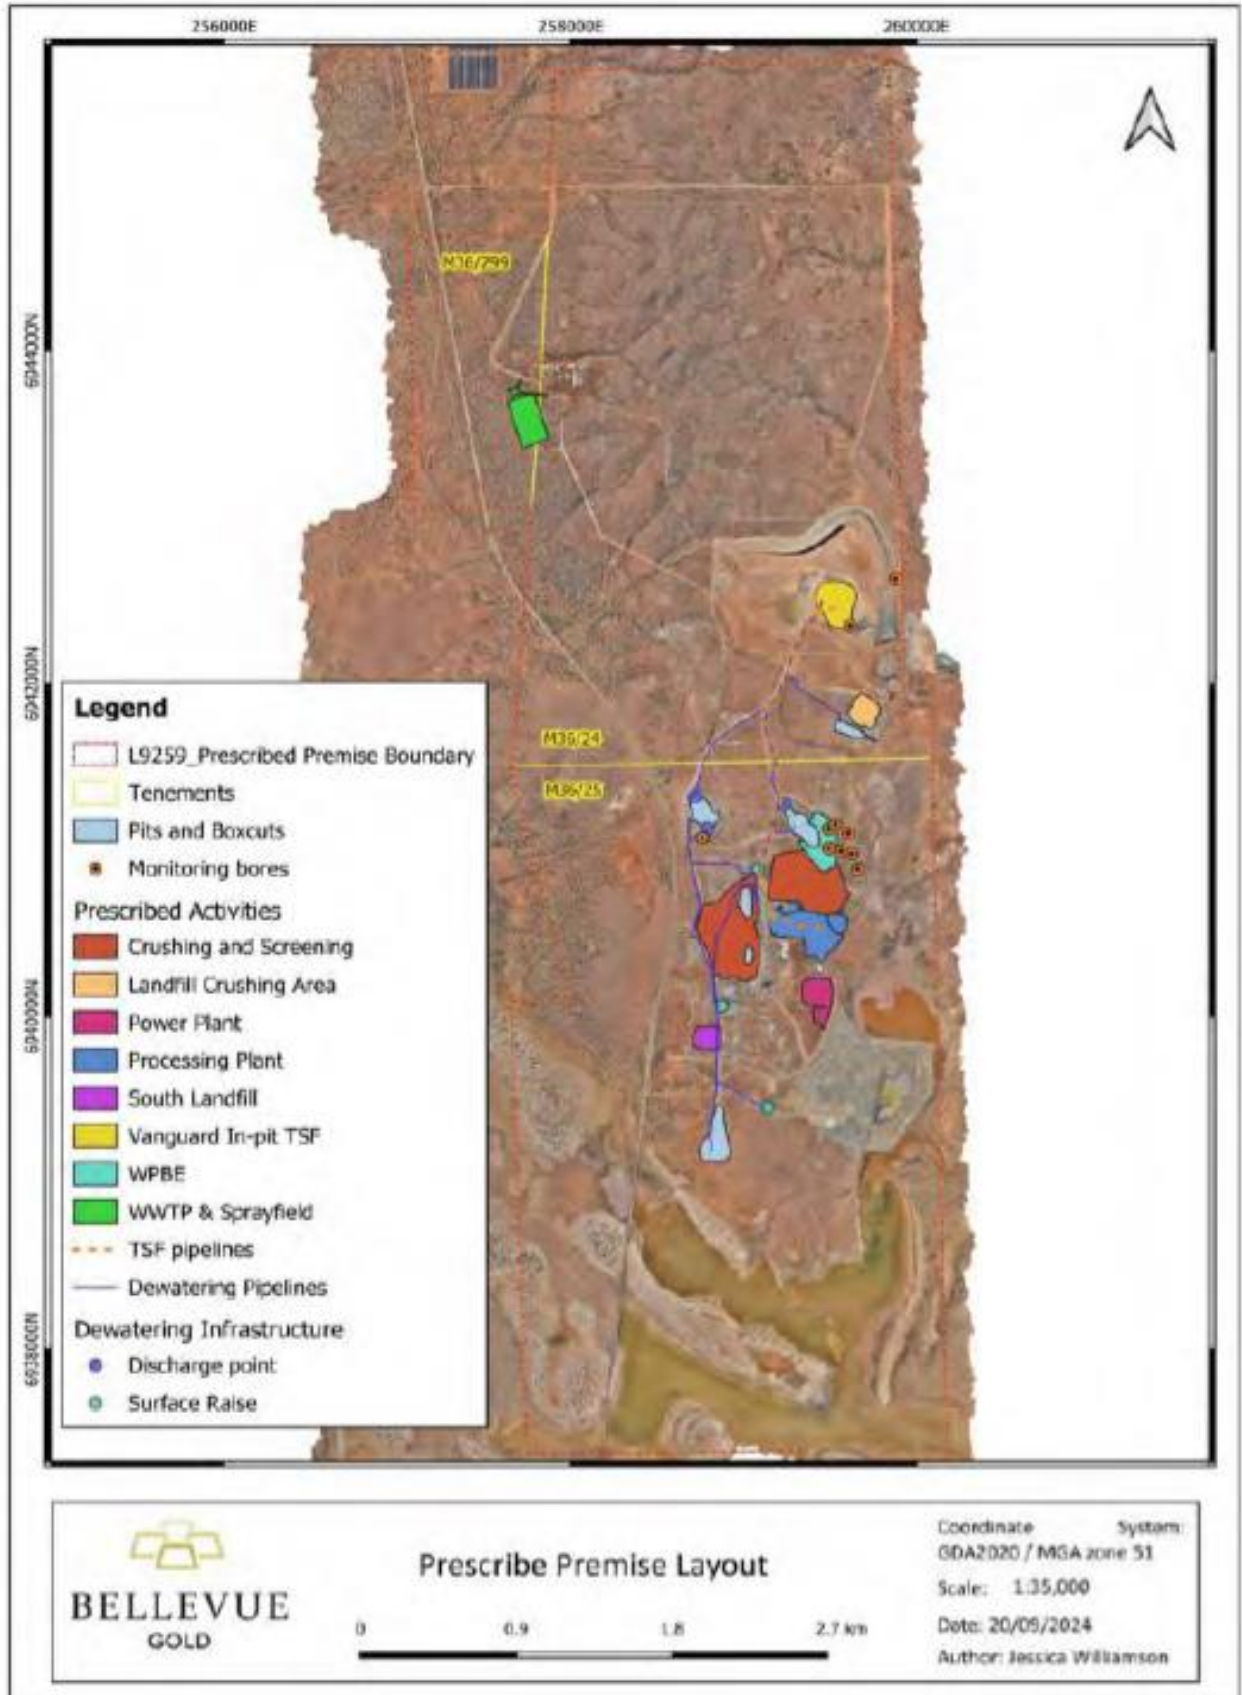 256000E 258000E 260000E
M36/299
6944000N
6942000N
M36/24
M36/25
6940000N
6938000N
Legend
L9259_Prescribed Premise Boundary
Tenements
Pits and Boxcuts
Monitoring bores
Prescribed Activities
Crushing and Screening
Landfill Crushing Area
Power Plant
Processing Plant
South Landfill
Vanguard In-pit TSF
WPBE
WWTP & Sprayfield
TSF pipelines
Dewatering Pipelines
Dewatering Infrastructure
Discharge point
Surface Raise
BELLEVUE
GOLD
Prescribe Premise Layout
0 0.9 1.8 2.7 km
Coordinate System:
GDA2020 / MGA zone 51
Scale: 1:35,000
Date: 20/09/2024
Author: Jessica Williamson